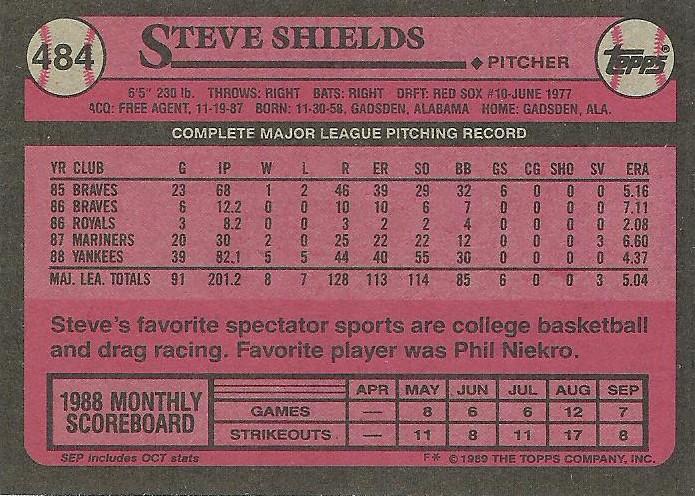 484
STEVE SHIELDS
◆ PITCHER
Topps®
6'5" 230 lb. THROWS: RIGHT BATS: RIGHT DRFT: RED SOX #10-JUNE 1977
ACQ: FREE AGENT, 11-19-87 BORN: 11-30-58, GADSDEN, ALABAMA HOME: GADSDEN, ALA.
COMPLETE MAJOR LEAGUE PITCHING RECORD
YR CLUB G IP W L R ER SO BB GS CG SHO SV ERA
85 BRAVES 23 68 1 2 46 39 29 32 6 0 0 0 5.16
86 BRAVES 6 12.2 0 0 10 10 6 7 0 0 0 0 7.11
86 ROYALS 3 8.2 0 0 3 2 2 4 0 0 0 0 2.08
87 MARINERS 20 30 2 0 25 22 22 12 0 0 0 3 6.60
88 YANKEES 39 82.1 5 5 44 40 55 30 0 0 0 0 4.37
MAJ. LEA. TOTALS 91 201.2 8 7 128 113 114 85 6 0 0 3 5.04
Steve's favorite spectator sports are college basketball
and drag racing. Favorite player was Phil Niekro.
1988 MONTHLY
SCOREBOARD
APR MAY JUN JUL AUG SEP
GAMES — 8 6 6 12 7
STRIKEOUTS — 11 8 11 17 8
SEP includes OCT stats
F* © 1989 THE TOPPS COMPANY, INC.